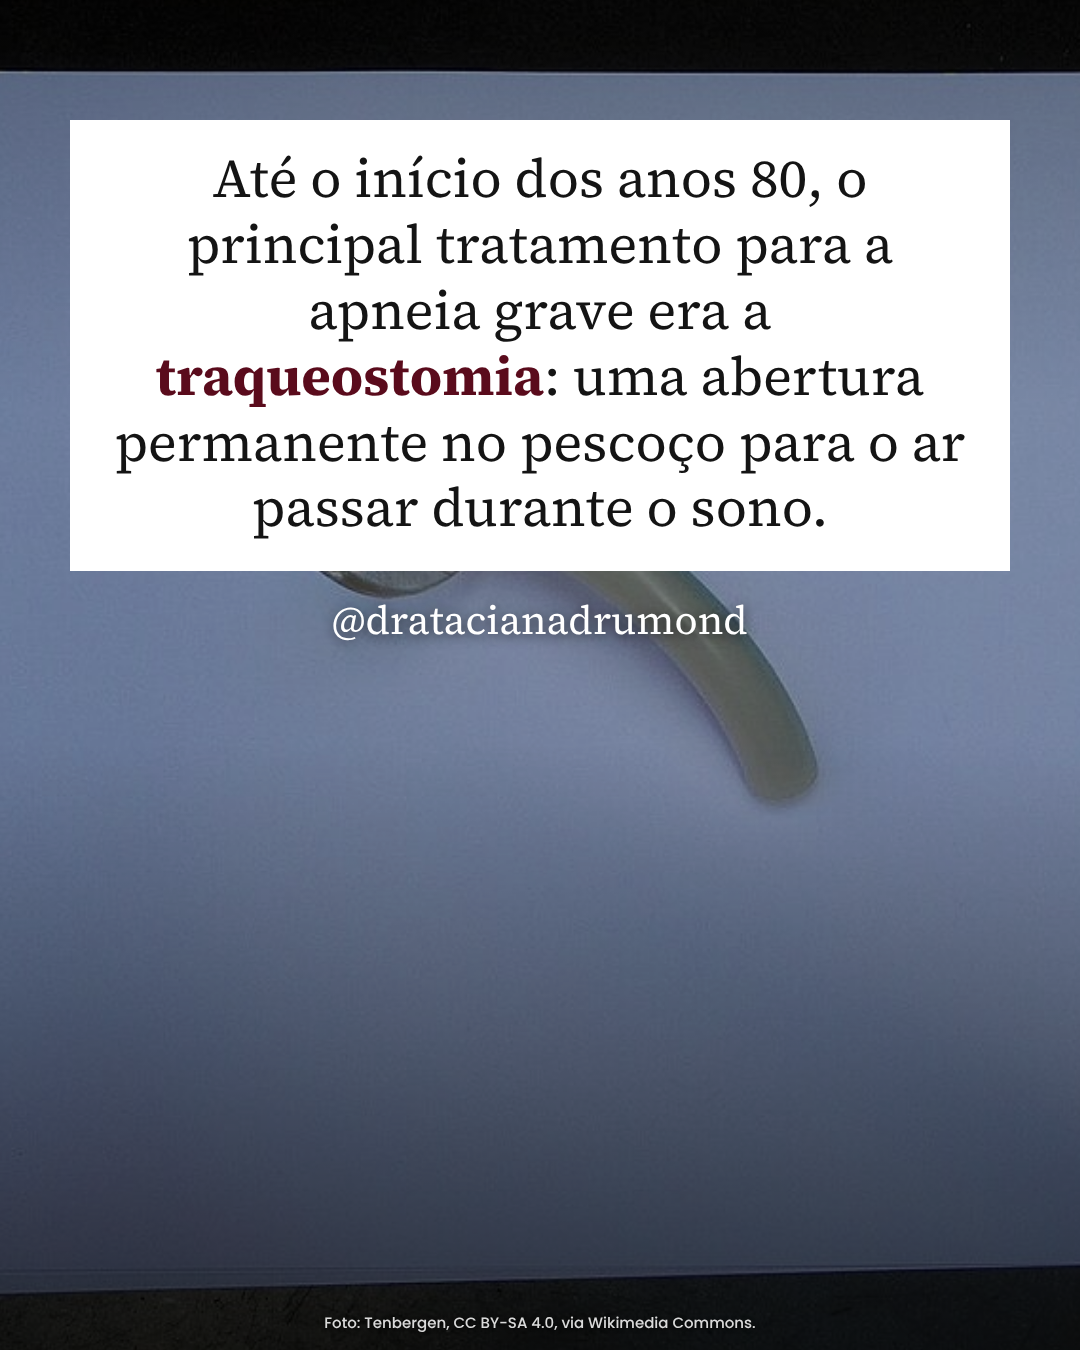 Até o início dos anos 80, o
principal tratamento para a
apneia grave era a
traqueostomia: uma abertura
permanente no pescoço para o ar
passar durante o sono.
@dratacianadrumond
Foto: Tenbergen, CC BY-SA 4.0, via Wikimedia Commons.